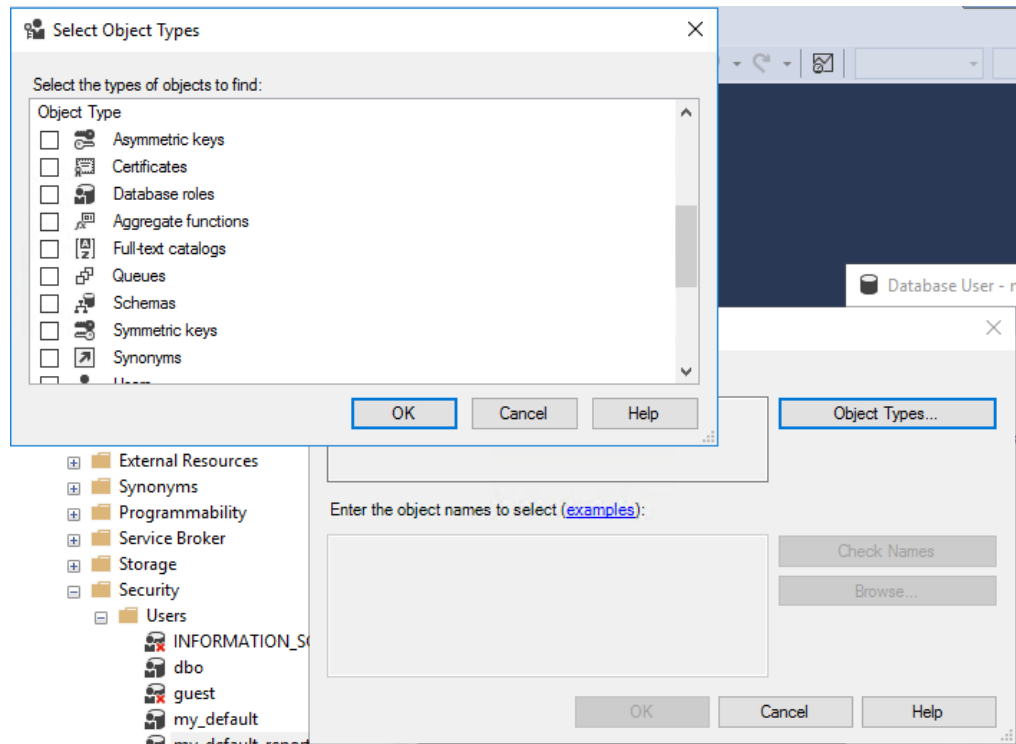 Select Object Types
Select the types of objects to find:
Object Type
Asymmetric keys
Certificates
Database roles
Aggregate functions
Full-text catalogs
Queues
Schemas
Symmetric keys
Synonyms
Users
OK
Cancel
Help
Database User -
Object Types...
Enter the object names to select (examples):
Check Names
Browse...
OK
Cancel
Help
External Resources
Synonyms
Programmability
Service Broker
Storage
Security
Users
INFORMATION_SC
dbo
guest
my_default
my_default_report